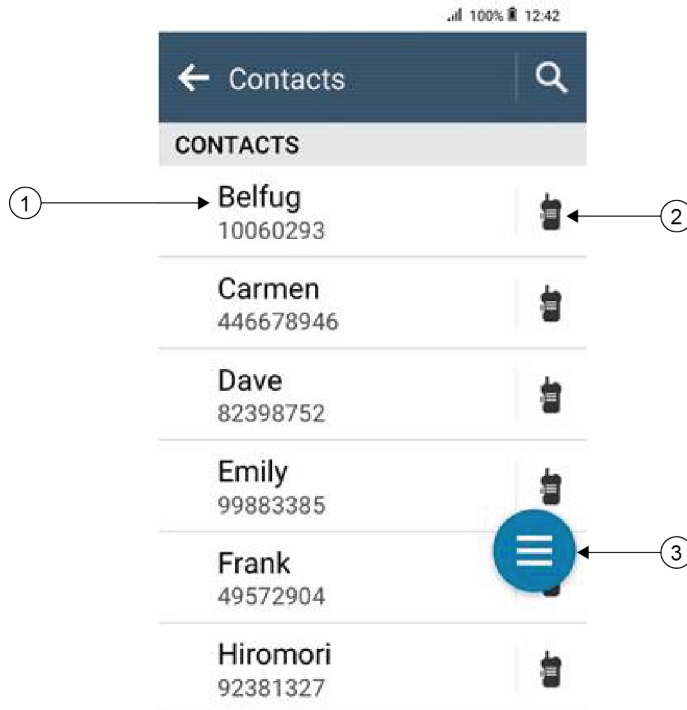 100% 12:42
Contacts
CONTACTS
1
Belfug
10060293
2
Carmen
446678946
Dave
82398752
Emily
99883385
3
Frank
49572904
Hiromori
92381327